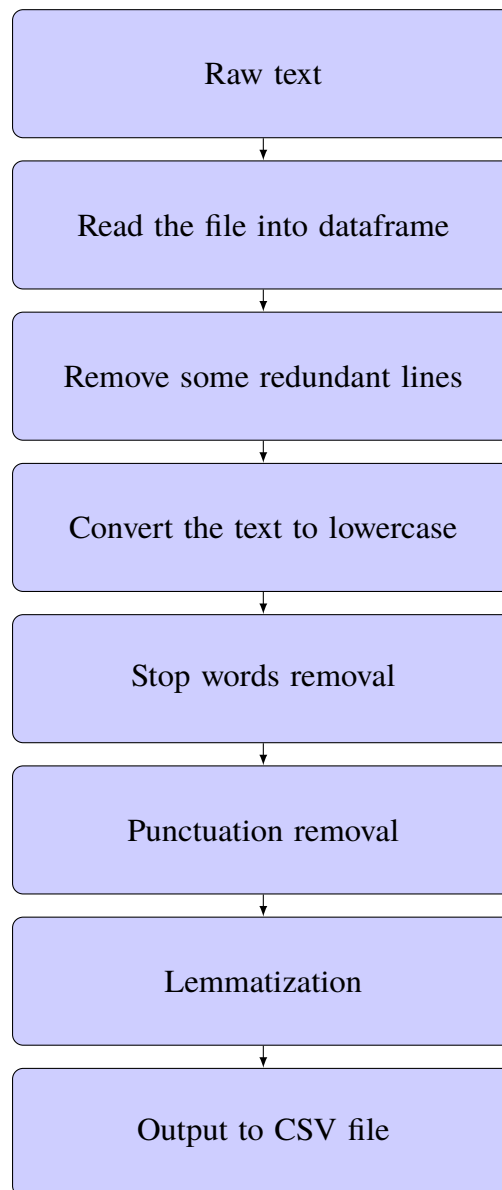 Raw text
Read the file into dataframe
Remove some redundant lines
Convert the text to lowercase
Stop words removal
Punctuation removal
Lemmatization
Output to CSV file